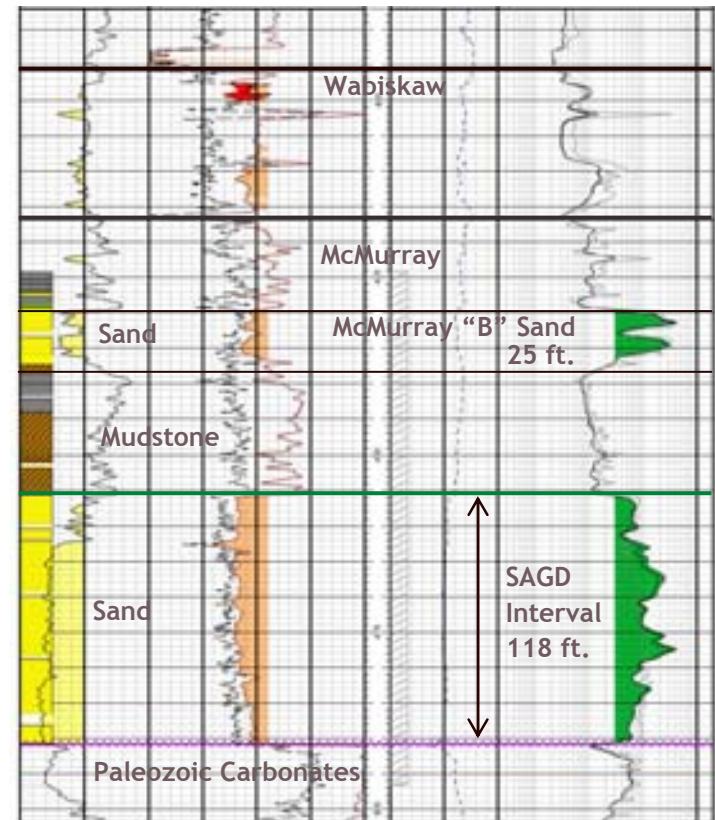 Wabiskaw
McMurray
Sand
McMurray “B” Sand
25 ft.
Mudstone
SAGD
Interval
118 ft.
Sand
Paleozoic Carbonates